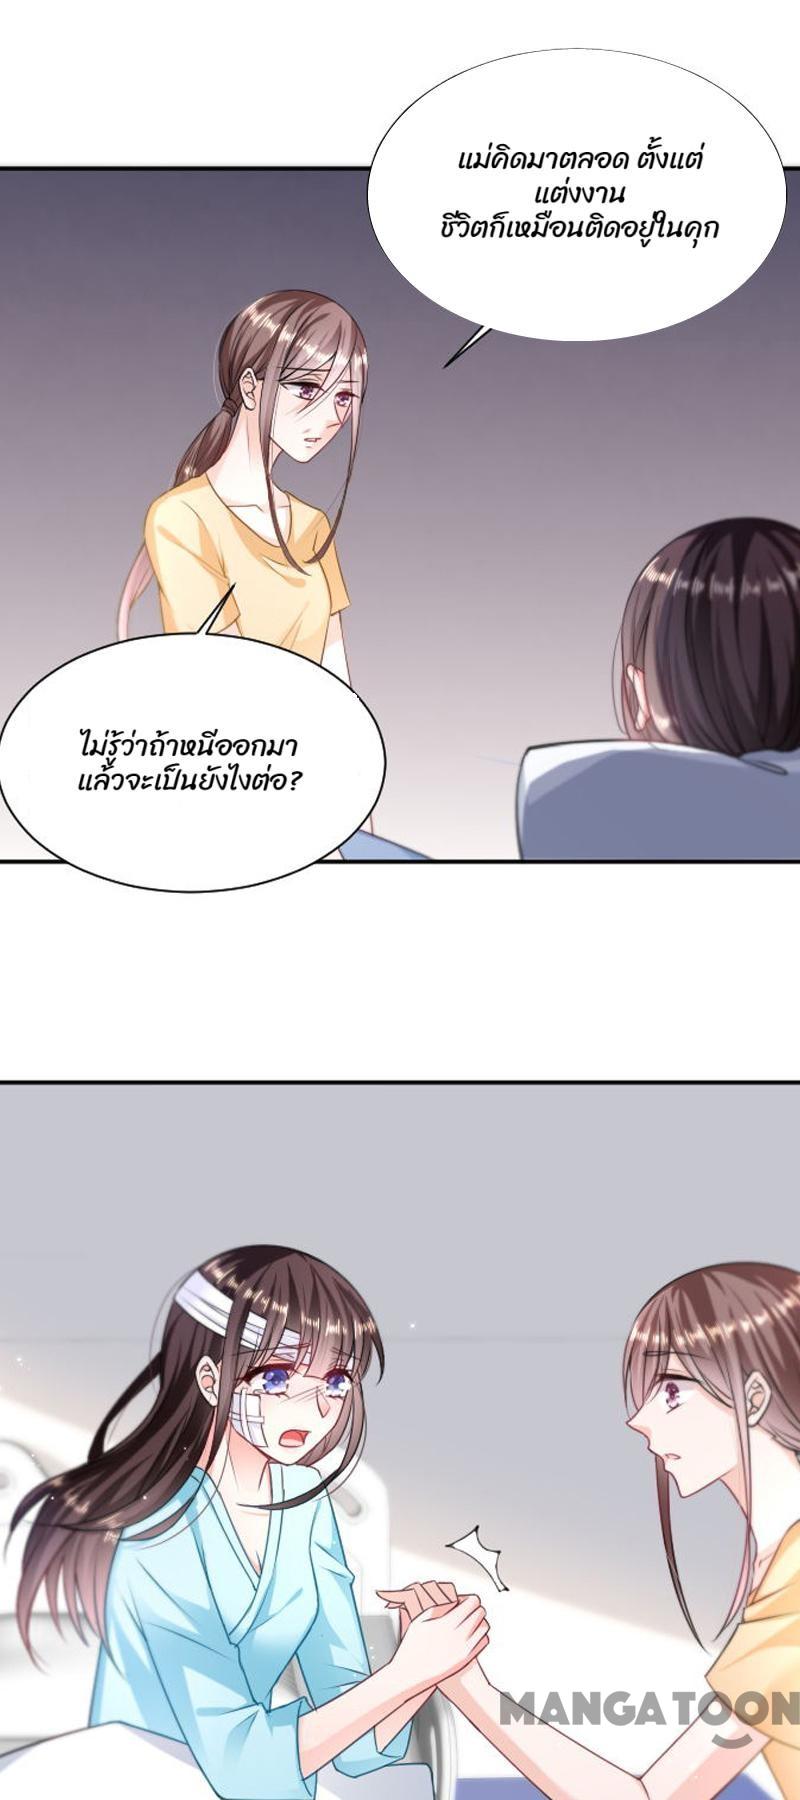 แม่คิดมาตลอด ตั้งแต่
แต่งงาน
ชีวิตก็เหมือนติดอยู่ในคุก
ไม่รู้ว่าถ้าหนีออกมา
แล้วจะเป็นยังไงต่อ?
MANGATOON